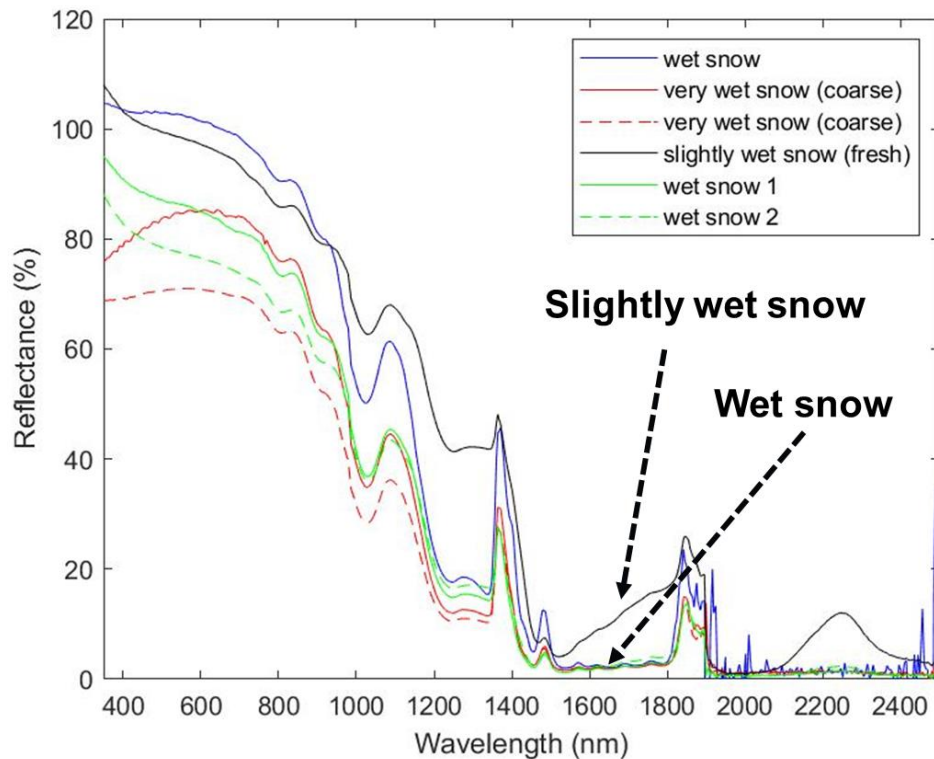 120
100
80
60
40
20
0
Reflectance (%)
wet snow
very wet snow (coarse)
very wet snow (coarse)
slightly wet snow (fresh)
wet snow 1
wet snow 2
Slightly wet snow
Wet snow
400 600 800 1000 1200 1400 1600 1800 2000 2200 2400
Wavelength (nm)